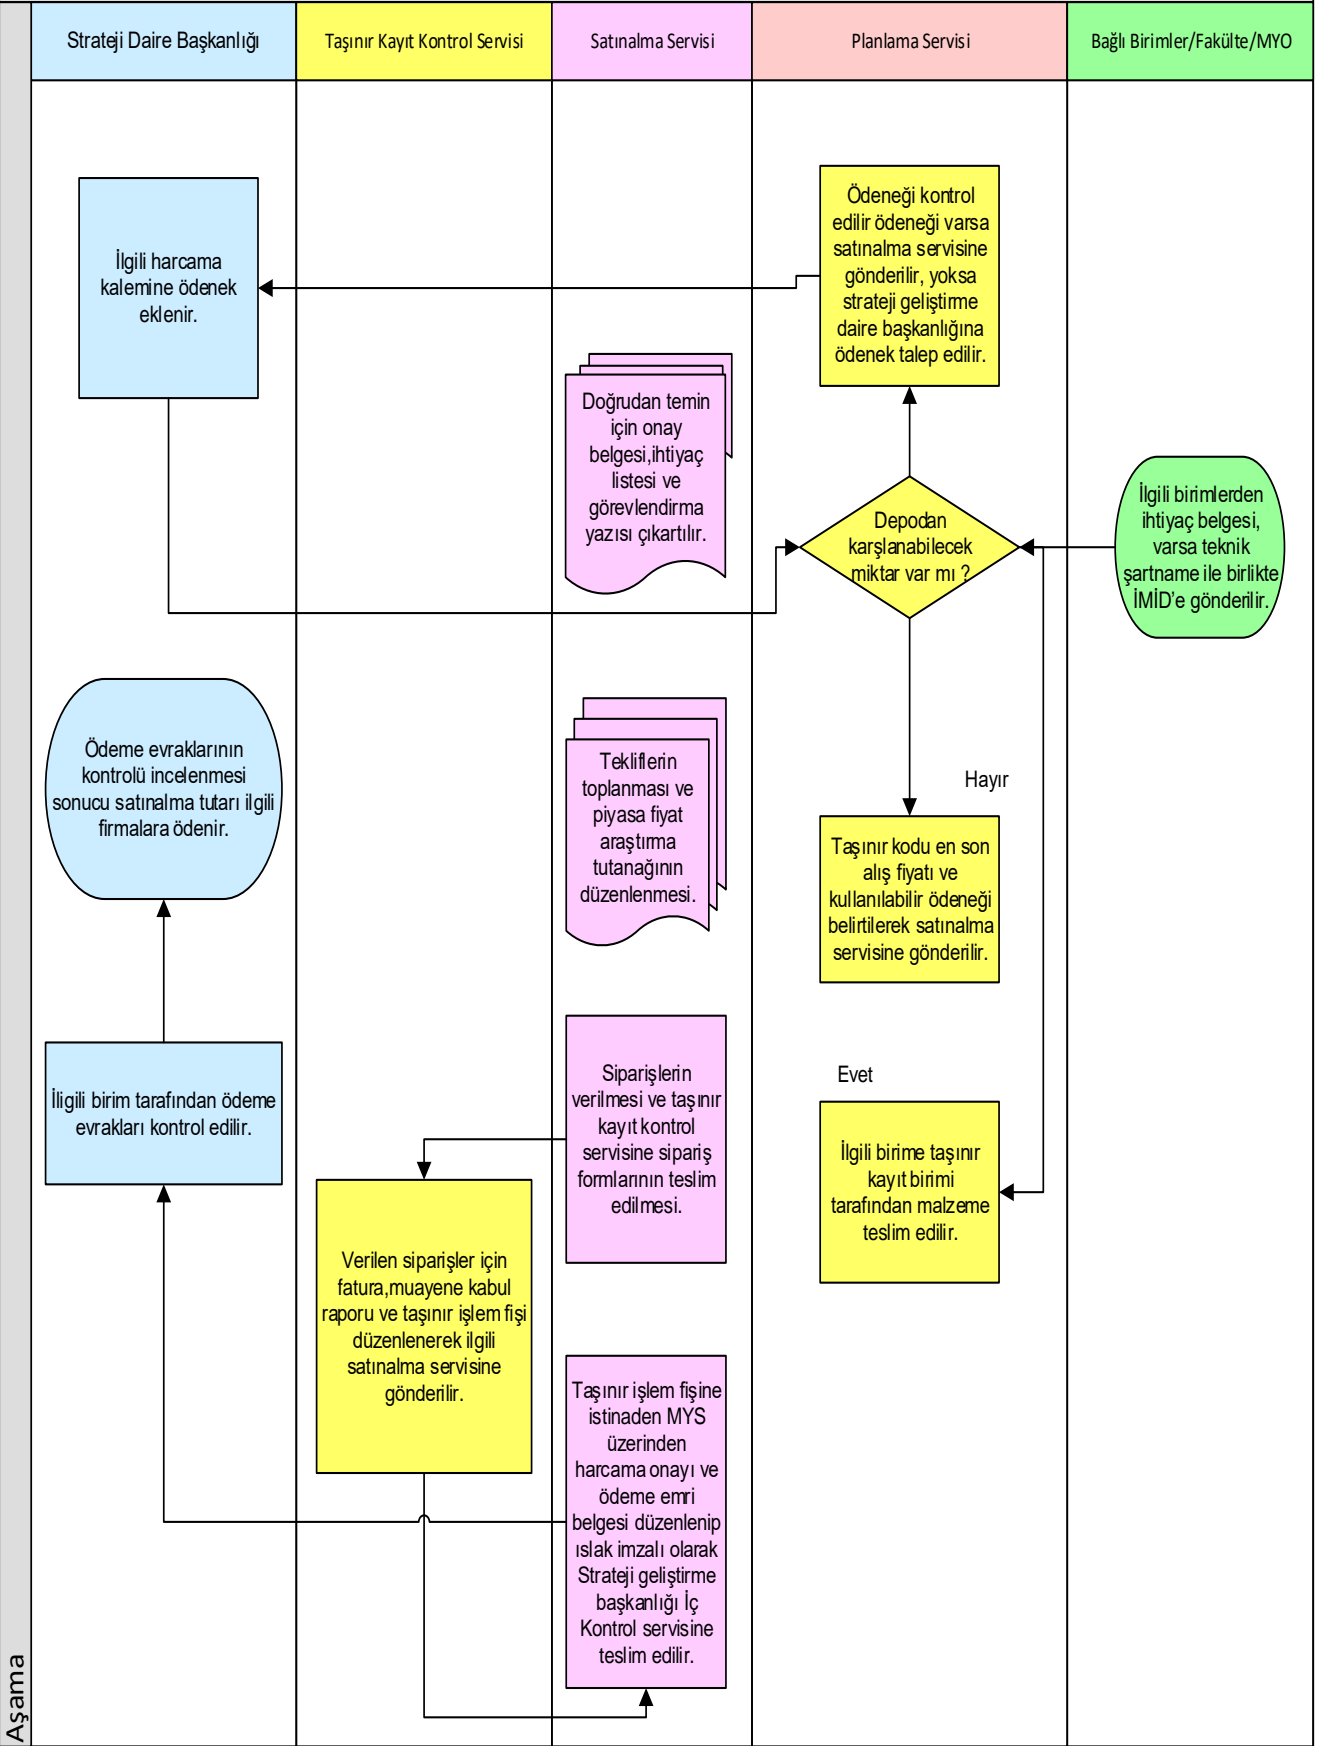 Strateji Daire Başkanlığı
Taşınır Kayıt Kontrol Servisi
Satınalma Servisi
Planlama Servisi
Bağlı Birimler/Fakülte/MYO
İlgili harcama
kalemine ödenek
eklenir.
Ödeneği kontrol
edilir ödeneği varsa
satınalma servisine
gönderilir, yoksa
strateji geliştirme
daire başkanlığına
ödenek talep edilir.
Doğrudan temin
için onay
belgesi,ihtiyaç
listesi ve
görevlendirma
yazısı çıkartılır.
Depodan
karşlanabilecek
miktar var mı ?
İlgili birimlerden
ihtiyaç belgesi,
varsa teknik
şartname ile birlikte
İMİD'e gönderilir.
Ödeme evraklarının
kontrolü incelenmesi
sonucu satınalma tutarı ilgili
firmalara ödenir.
Tekliflerin
toplanması ve
piyasa fiyat
araştırma
tutanağının
düzenlenmesi.
Hayır
Taşınır kodu en son
alış fiyatı ve
kullanılabilir ödeneği
belirtilerek satınalma
servisine gönderilir.
İligili birim tarafından ödeme
evrakları kontrol edilir.
Siparişlerin
verilmesi ve taşınır
kayıt kontrol
servisine sipariş
formlarının teslim
edilmesi.
Evet
İlgili birime taşınır
kayıt birimi
tarafından malzeme
teslim edilir.
Verilen siparişler için
fatura,muayene kabul
raporu ve taşınır işlem fişi
düzenlenerek ilgili
satınalma servisine
gönderilir.
Taşınır işlem fişine
istinaden MYS
üzerinden
harcama onayı ve
ödeme emri
belgesi düzenlenip
ıslak imzalı olarak
Strateji geliştirme
başkanlığı İç
Kontrol servisine
teslim edilir.
Aşama